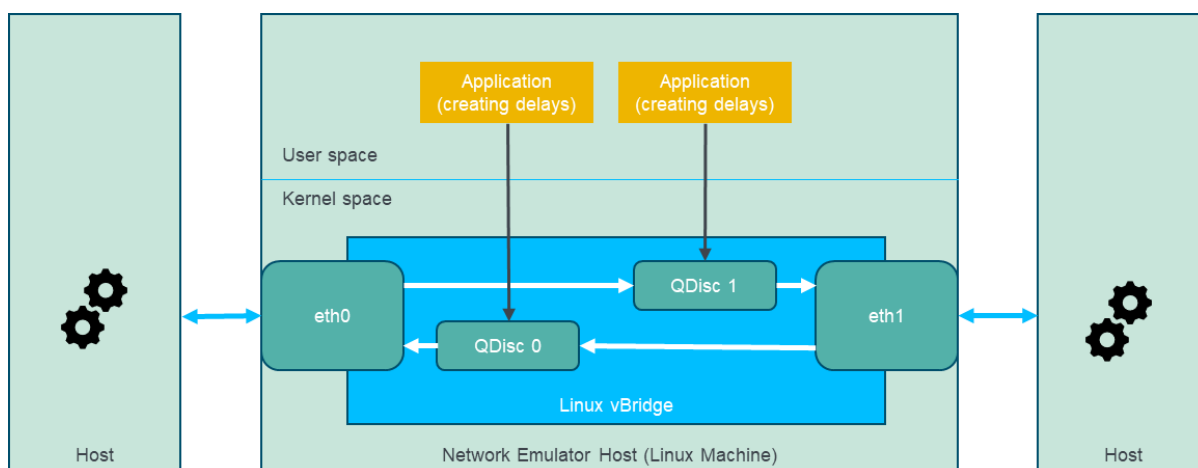 Application
(creating delays)
Application
(creating delays)
User space
Kernel space
QDisc 1
eth0
eth1
QDisc 0
Linux vBridge
Host
Network Emulator Host (Linux Machine)
Host